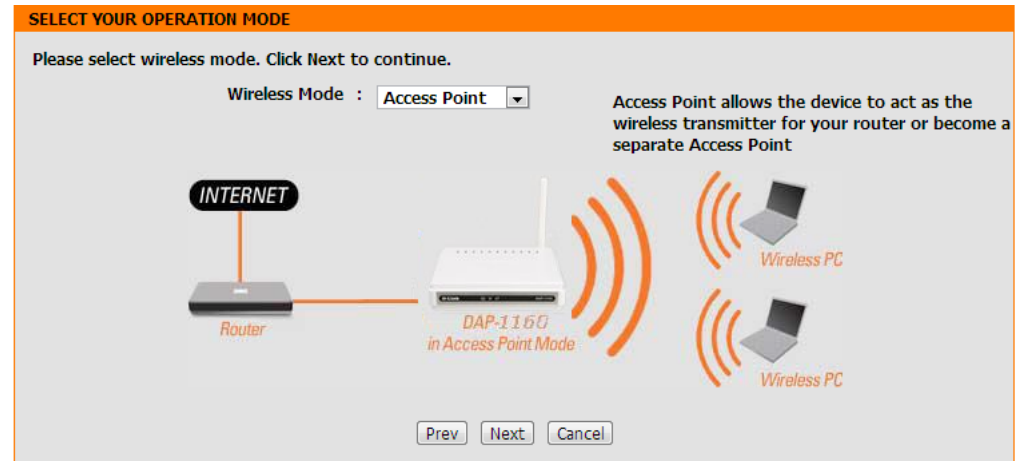 SELECT YOUR OPERATION MODE
Please select wireless mode. Click Next to continue.
Wireless Mode : Access Point
Access Point allows the device to act as the
wireless transmitter for your router or become a
separate Access Point
INTERNET
Router
DAP-1160
in Access Point Mode
Wireless PC
Wireless PC
Prev Next Cancel